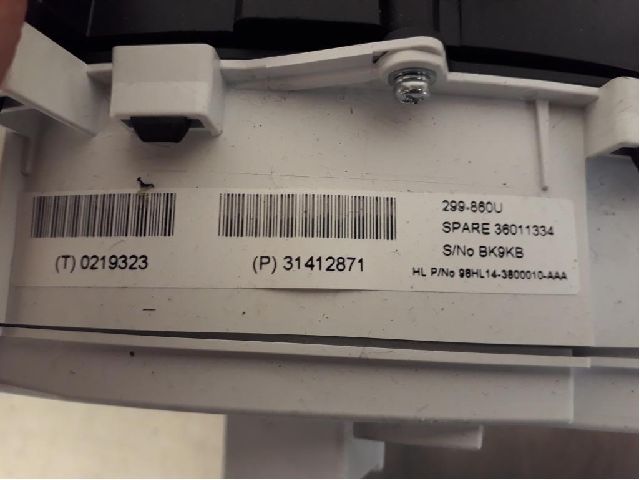 299-860U
SPARE 36011334
S/No BK9KB
HL P/No 98HL14-3800010-AAA
(T) 0219323
(P) 31412871